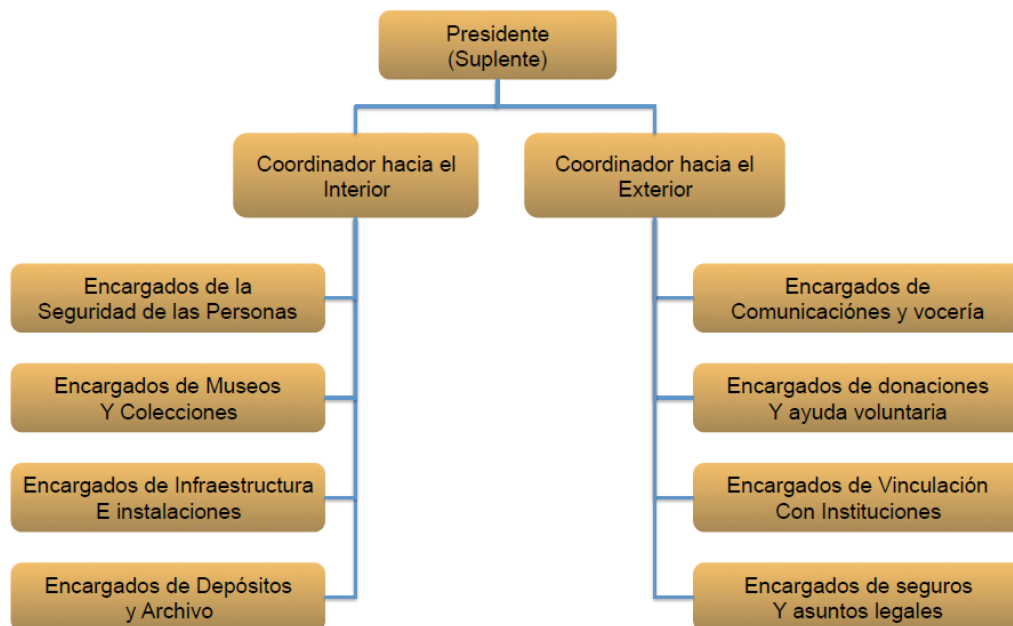 Presidente
(Suplente)
Coordinador hacia el
Interior
Coordinador hacia el
Exterior
Encargados de la
Seguridad de las Personas
Encargados de Museos
Y Colecciones
Encargados de Infraestructura
E instalaciones
Encargados de Depósitos
y Archivo
Encargados de
Comunicaciónes y vocería
Encargados de donaciones
Y ayuda voluntaria
Encargados de Vinculación
Con Instituciones
Encargados de seguros
Y asuntos legales